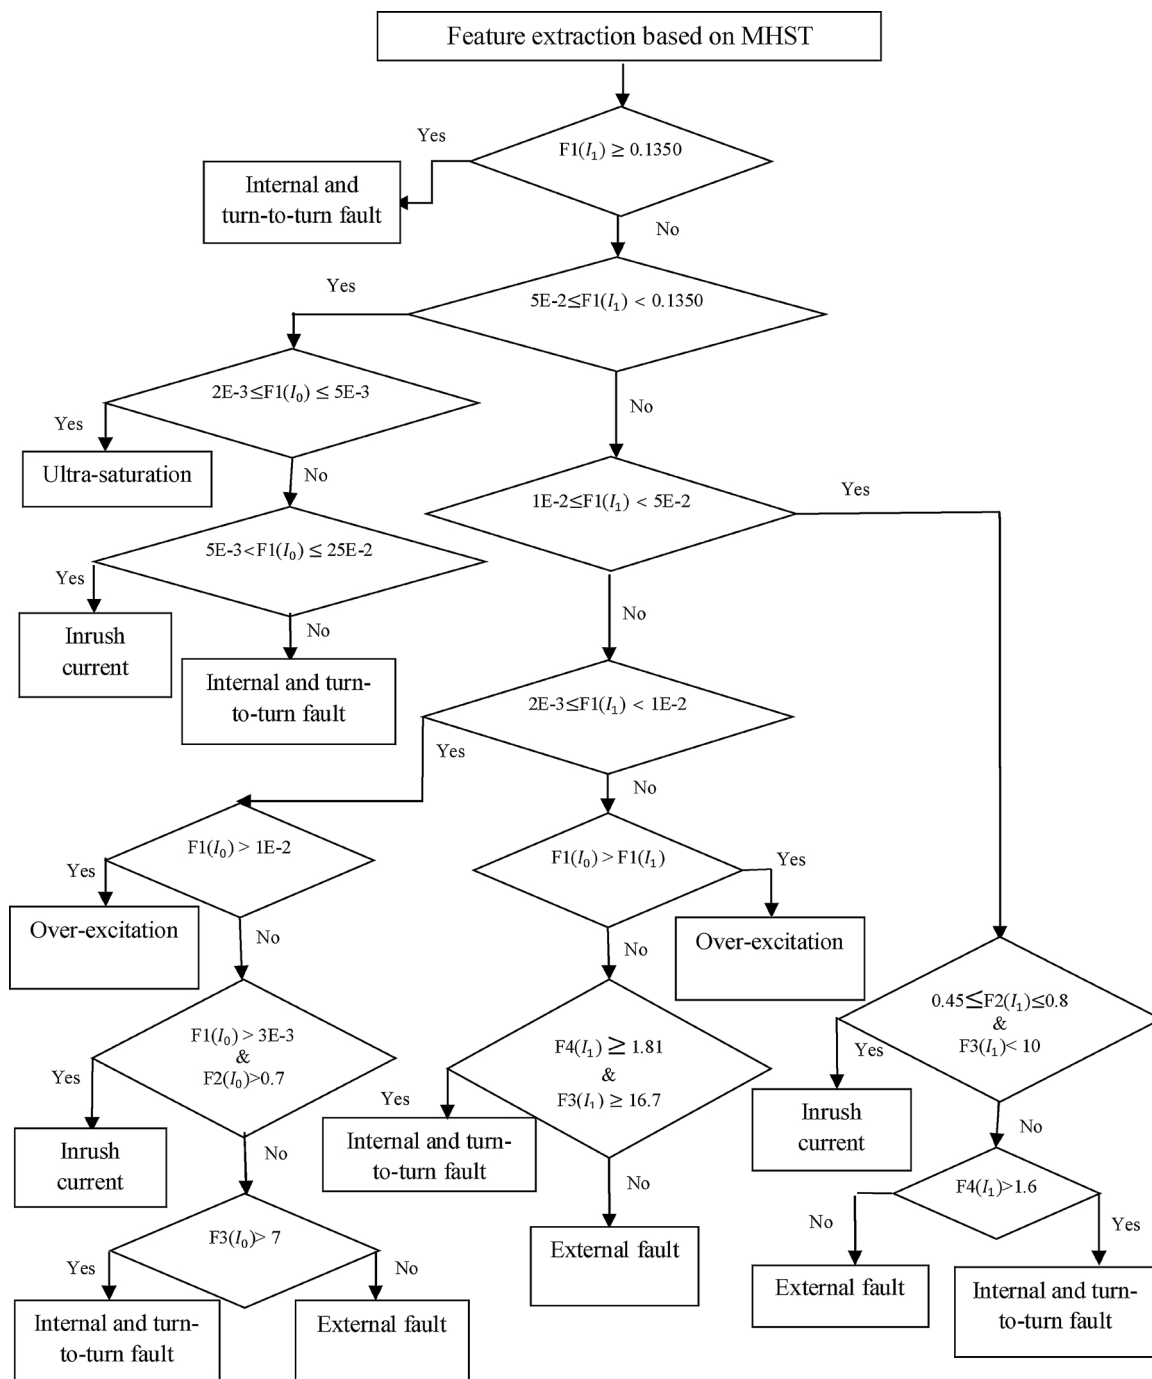 Feature extraction based on MHST
Yes
F1(I₁) ≥ 0.1350
Internal and
turn-to-turn fault
No
Yes
5E-2≤F1(I₁) < 0.1350
2E-3≤F1(I₀) ≤ 5E-3
No
Yes
Ultra-saturation
No
1E-2≤F1(I₁) < 5E-2
Yes
5E-3<F1(I₀) ≤ 25E-2
Yes
No
Inrush
current
No
Internal and turn-
to-turn fault
2E-3≤F1(I₁) < 1E-2
Yes
No
F1(I₀) > 1E-2
Yes
F1(I₀) > F1(I₁)
Yes
Over-excitation
No
Over-excitation
No
F1(I₀) > 3E-3
&
F2(I₀)>0.7
Yes
F4(I₁) ≥ 1.81
&
F3(I₁) ≥ 16.7
Yes
0.45≤F2(I₁)≤0.8
&
F3(I₁)< 10
Yes
Inrush
current
No
Internal and turn-
to-turn fault
No
Inrush
current
No
F4(I₁)>1.6
No
Yes
F3(I₀)> 7
Yes
No
External fault
External fault
Internal and turn-
to-turn fault
Internal and turn-
to-turn fault
External fault